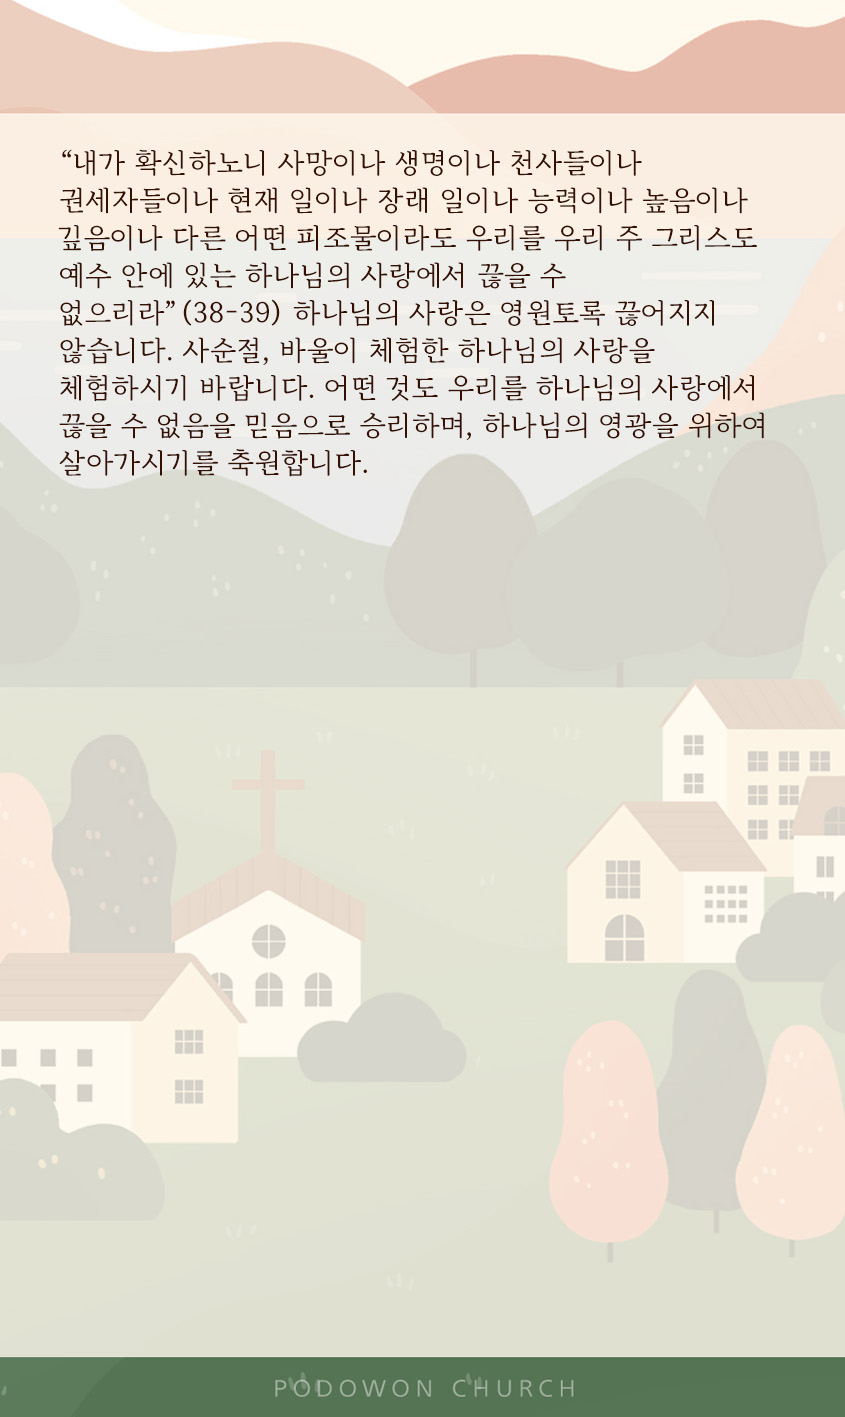 “내가 확신하노니 사망이나 생명이나 천사들이나
권세자들이나 현재 일이나 장래 일이나 능력이나 높음이나
깊음이나 다른 어떤 피조물이라도 우리를 우리 주 그리스도
예수 안에 있는 하나님의 사랑에서 끊을 수
없으리라” (38-39) 하나님의 사랑은 영원토록 끊어지지
않습니다. 사순절, 바울이 체험한 하나님의 사랑을
체험하시기 바랍니다. 어떤 것도 우리를 하나님의 사랑에서
끊을 수 없음을 믿음으로 승리하며, 하나님의 영광을 위하여
살아가시기를 축원합니다.
PODOWON CHURCH